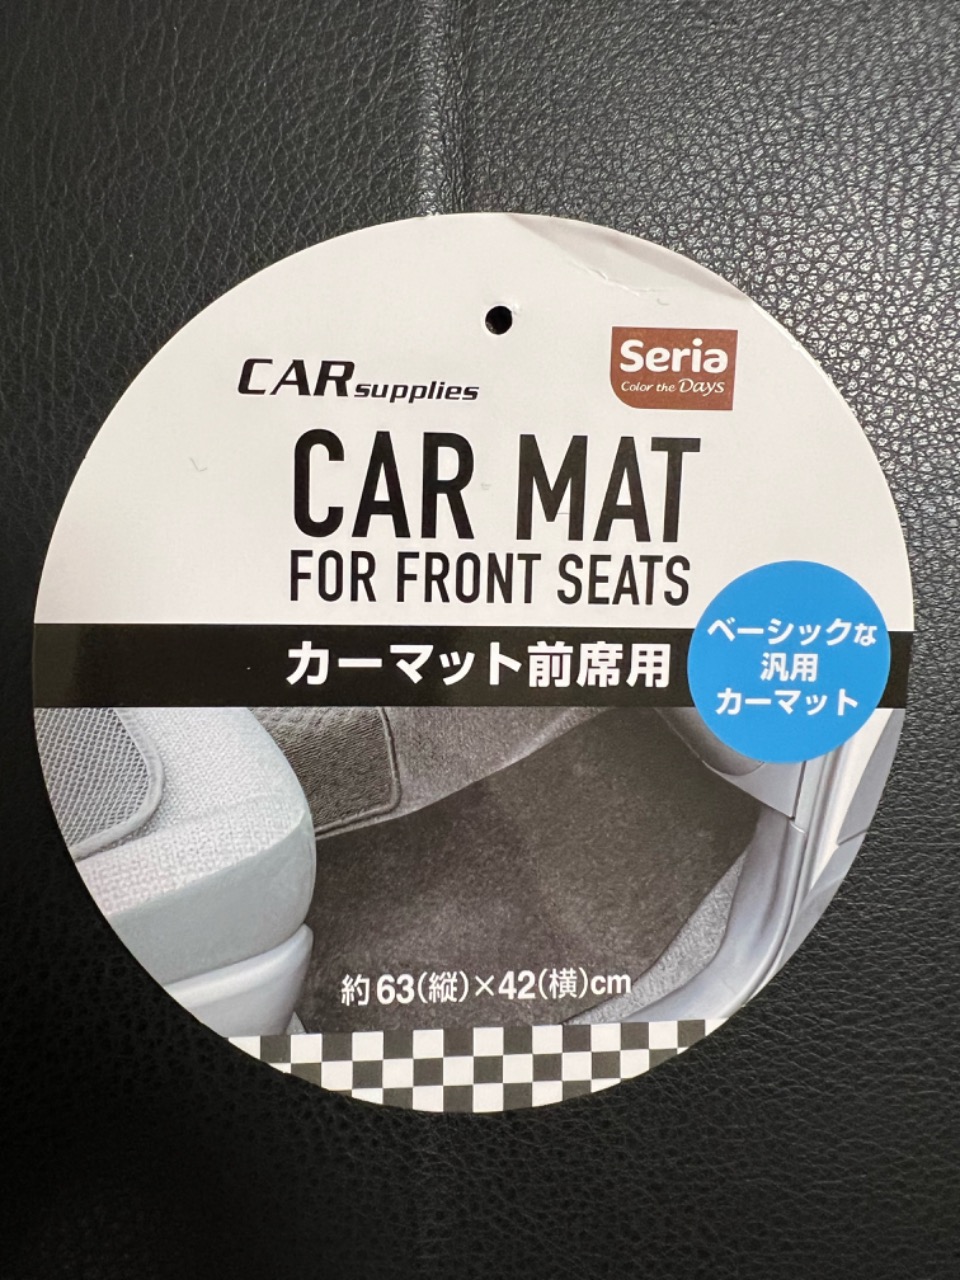 CAR supplies
Seria
Color the Days
CAR MAT
FOR FRONT SEATS
カーマット前席用
ベーシックな
汎用
カーマット
約63(縦)×42(横)cm